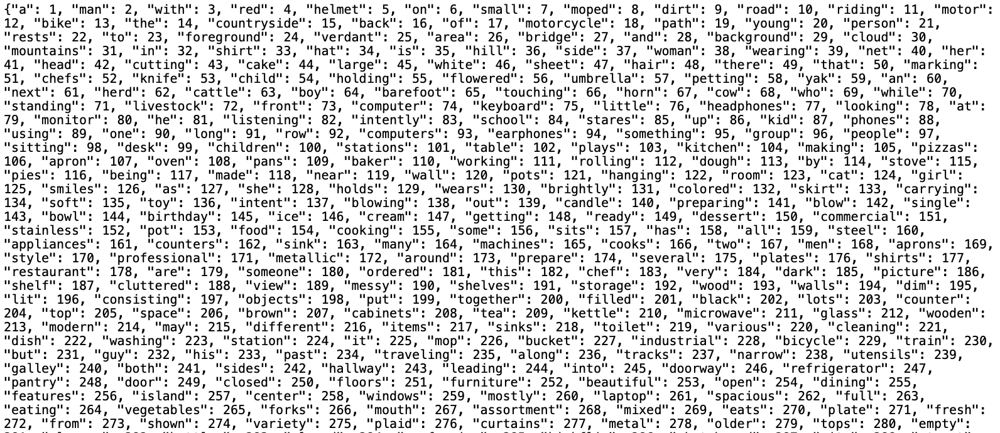 {"a": 1, "man": 2, "with": 3, "red": 4, "helmet": 5, "on": 6, "small": 7, "moped": 8, "dirt": 9, "road": 10, "riding": 11, "motor":
12, "bike": 13, "the": 14, "countryside": 15, "back": 16, "of": 17, "motorcycle": 18, "path": 19, "young": 20, "person": 21,
"rests": 22, "to": 23, "foreground": 24, "verdant": 25, "area": 26, "bridge": 27, "and": 28, "background": 29, "cloud": 30,
"mountains": 31, "in": 32, "shirt": 33, "hat": 34, "is": 35, "hill": 36, "side": 37, "woman": 38, "wearing": 39, "net": 40, "her":
41, "head": 42, "cutting": 43, "cake": 44, "large": 45, "white": 46, "sheet": 47, "hair": 48, "there": 49, "that": 50, "marking":
51, "chefs": 52, "knife": 53, "child": 54, "holding": 55, "flowered": 56, "umbrella": 57, "petting": 58, "yak": 59, "an": 60,
"next": 61, "herd": 62, "cattle": 63, "boy": 64, "barefoot": 65, "touching": 66, "horn": 67, "cow": 68, "who": 69, "while": 70,
"standing": 71, "livestock": 72, "front": 73, "computer": 74, "keyboard": 75, "little": 76, "headphones": 77, "looking": 78, "at":
79, "monitor": 80, "he": 81, "listening": 82, "intently": 83, "school": 84, "stares": 85, "up": 86, "kid": 87, "phones": 88,
"using": 89, "one": 90, "long": 91, "row": 92, "computers": 93, "earphones": 94, "something": 95, "group": 96, "people": 97,
"sitting": 98, "desk": 99, "children": 100, "stations": 101, "table": 102, "plays": 103, "kitchen": 104, "making": 105, "pizzas":
106, "apron": 107, "oven": 108, "pans": 109, "baker": 110, "working": 111, "rolling": 112, "dough": 113, "by": 114, "stove": 115,
"pies": 116, "being": 117, "made": 118, "near": 119, "wall": 120, "pots": 121, "hanging": 122, "room": 123, "cat": 124, "girl":
125, "smiles": 126, "as": 127, "she": 128, "holds": 129, "wears": 130, "brightly": 131, "colored": 132, "skirt": 133, "carrying":
134, "soft": 135, "toy": 136, "intent": 137, "blowing": 138, "out": 139, "candle": 140, "preparing": 141, "blow": 142, "single":
143, "bowl": 144, "birthday": 145, "ice": 146, "cream": 147, "getting": 148, "ready": 149, "dessert": 150, "commercial": 151,
"stainless": 152, "pot": 153, "food": 154, "cooking": 155, "some": 156, "sits": 157, "has": 158, "all": 159, "steel": 160,
"appliances": 161, "counters": 162, "sink": 163, "many": 164, "machines": 165, "cooks": 166, "two": 167, "men": 168, "aprons": 169,
"style": 170, "professional": 171, "metallic": 172, "around": 173, "prepare": 174, "several": 175, "plates": 176, "shirts": 177,
"restaurant": 178, "are": 179, "someone": 180, "ordered": 181, "this": 182, "chef": 183, "very": 184, "dark": 185, "picture": 186,
"shelf": 187, "cluttered": 188, "view": 189, "messy": 190, "shelves": 191, "storage": 192, "wood": 193, "walls": 194, "dim": 195,
"lit": 196, "consisting": 197, "objects": 198, "put": 199, "together": 200, "filled": 201, "black": 202, "lots": 203, "counter":
204, "top": 205, "space": 206, "brown": 207, "cabinets": 208, "tea": 209, "kettle": 210, "microwave": 211, "glass": 212, "wooden":
213, "modern": 214, "may": 215, "different": 216, "items": 217, "sinks": 218, "toilet": 219, "various": 220, "cleaning": 221,
"dish": 222, "washing": 223, "station": 224, "it": 225, "mop": 226, "bucket": 227, "industrial": 228, "bicycle": 229, "train": 230,
"but": 231, "guy": 232, "his": 233, "past": 234, "traveling": 235, "along": 236, "tracks": 237, "narrow": 238, "utensils": 239,
"galley": 240, "both": 241, "sides": 242, "hallway": 243, "leading": 244, "into": 245, "doorway": 246, "refrigerator": 247,
"pantry": 248, "door": 249, "closed": 250, "floors": 251, "furniture": 252, "beautiful": 253, "open": 254, "dining": 255,
"features": 256, "island": 257, "center": 258, "windows": 259, "mostly": 260, "laptop": 261, "spacious": 262, "full": 263,
"eating": 264, "vegetables": 265, "forks": 266, "mouth": 267, "assortment": 268, "mixed": 269, "eats": 270, "plate": 271, "fresh":
272, "from": 273, "shown": 274, "variety": 275, "plaid": 276, "curtains": 277, "metal": 278, "older": 279, "tops": 280, "empty":